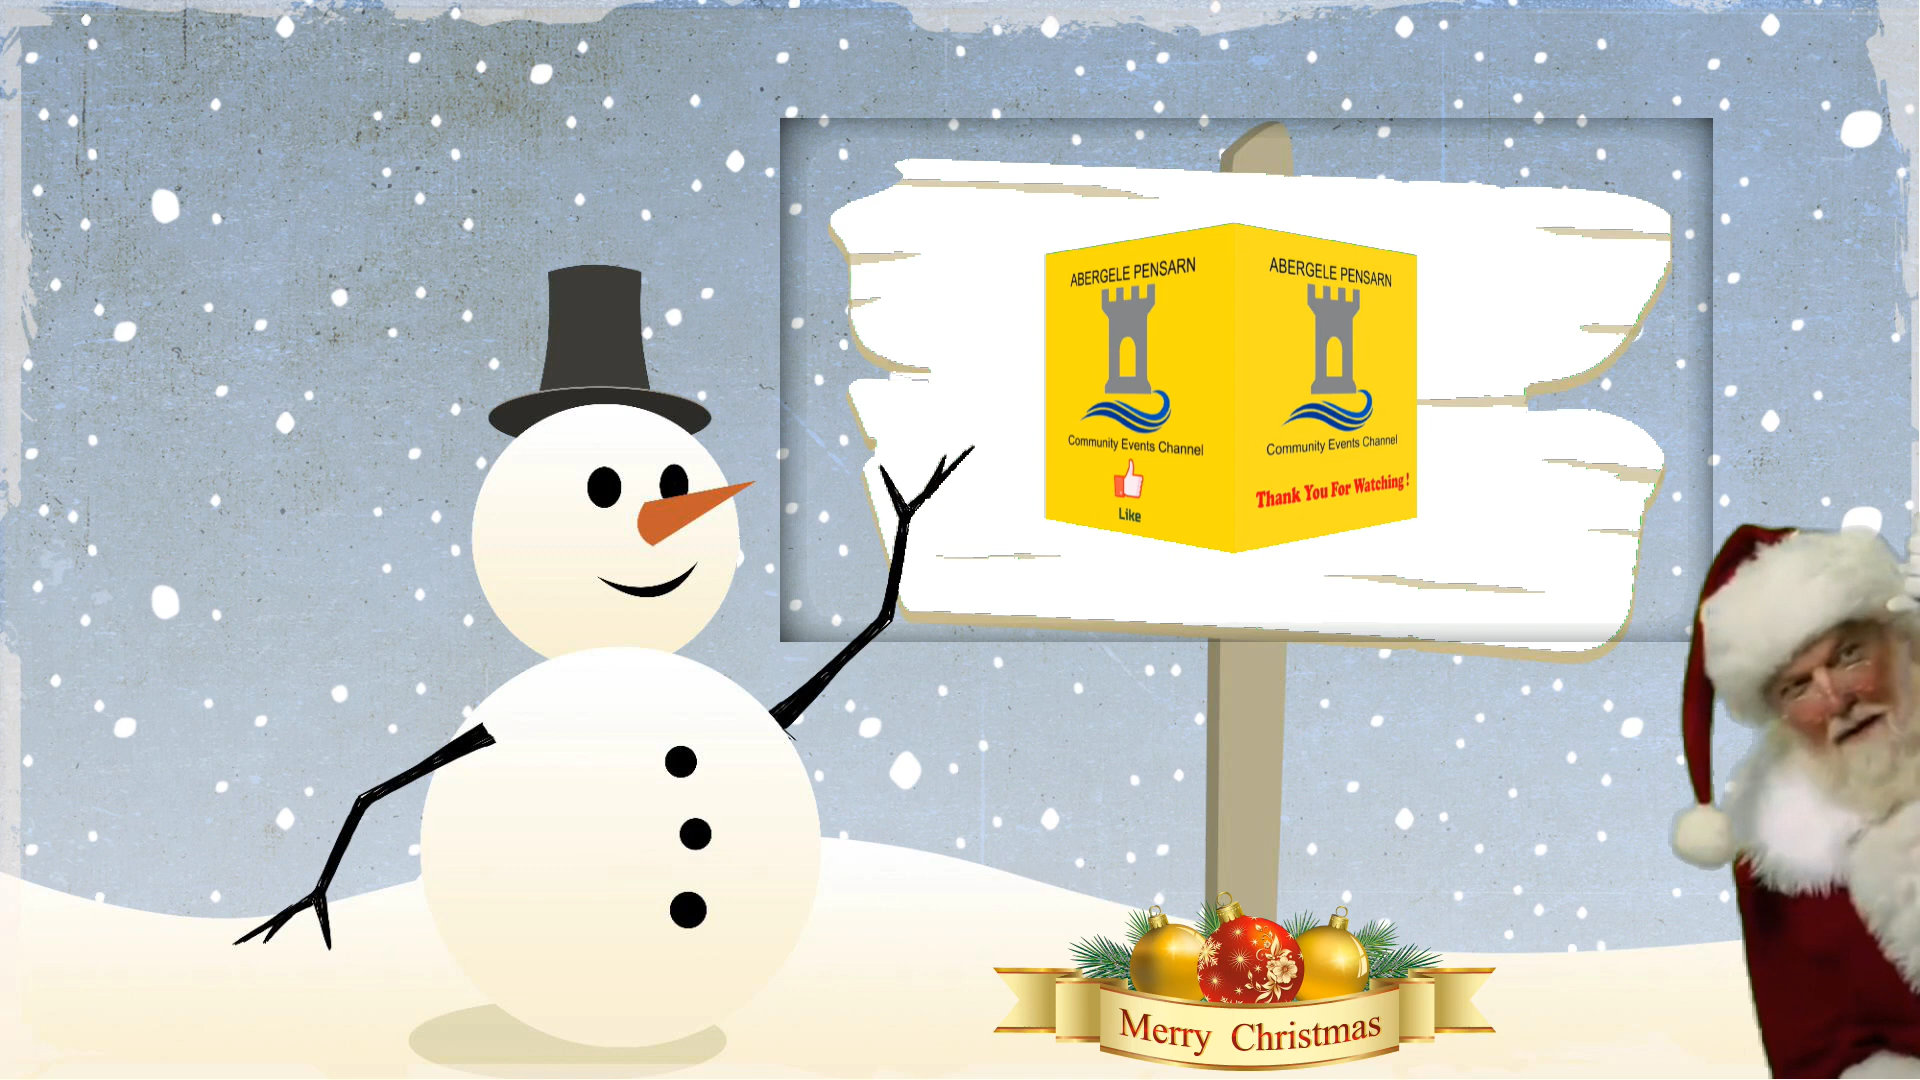 ABERGELE PENSARN
Community Events Channel
Like
ABERGELE PENSARN
Community Events Channel
Thank You For Watching !
Merry Christmas